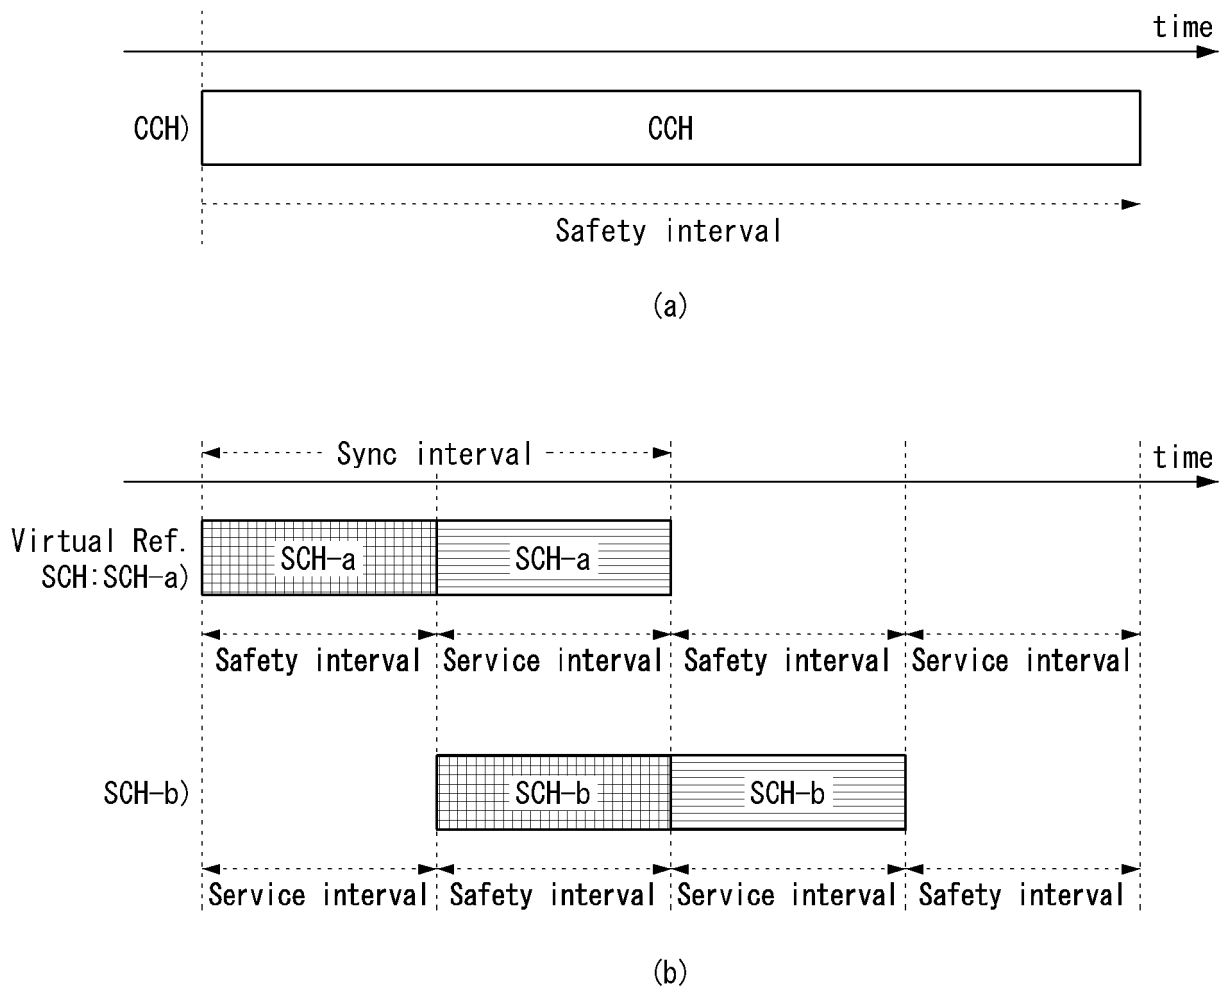 time
CCH)
CCH
Safety interval
(a)
Sync interval
time
Virtual Ref.
SCH:SCH-a)
SCH-a
SCH-a
Safety interval
Service interval
Safety interval
Service interval
SCH-b)
SCH-b
SCH-b
Service interval
Safety interval
Service interval
Safety interval
(b)